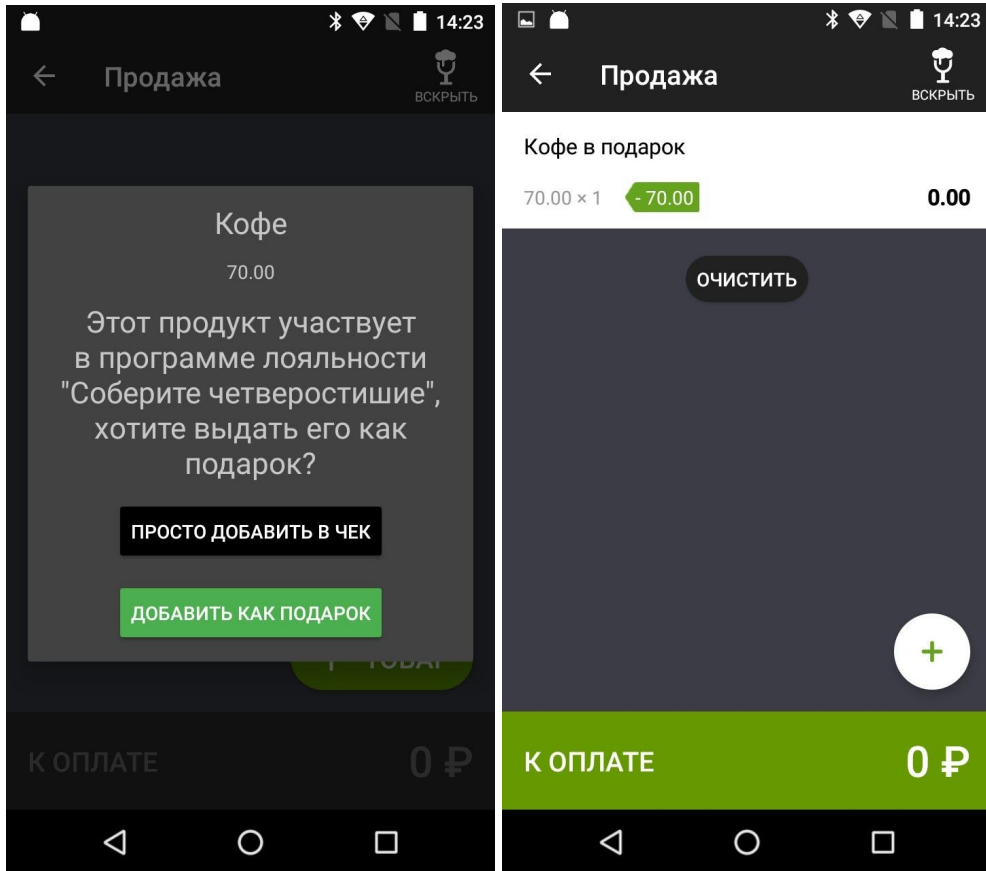 14:23
Продажа
ВСКРЫТЬ
Кофе
70.00
Этот продукт участвует
в программе лояльности
"Соберите четверостишие",
хотите выдать его как
подарок?
ПРОСТО ДОБАВИТЬ В ЧЕК
ДОБАВИТЬ КАК ПОДАРОК
+ ТОВАР
К ОПЛАТЕ 0 ₽
14:23
Продажа
ВСКРЫТЬ
Кофе в подарок
70.00 × 1 - 70.00 0.00
ОЧИСТИТЬ
+
К ОПЛАТЕ 0 ₽